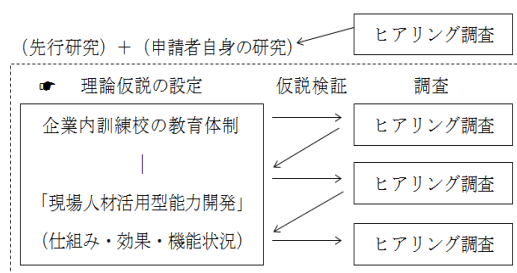 ヒアリング調査
（先行研究）＋（申請者自身の研究）
☛ 理論仮説の設定 仮説検証 調査
企業内訓練校の教育体制 ヒアリング調査
｜
ヒアリング調査
「現場人材活用型能力開発」
（仕組み・効果・機能状況） ヒアリング調査